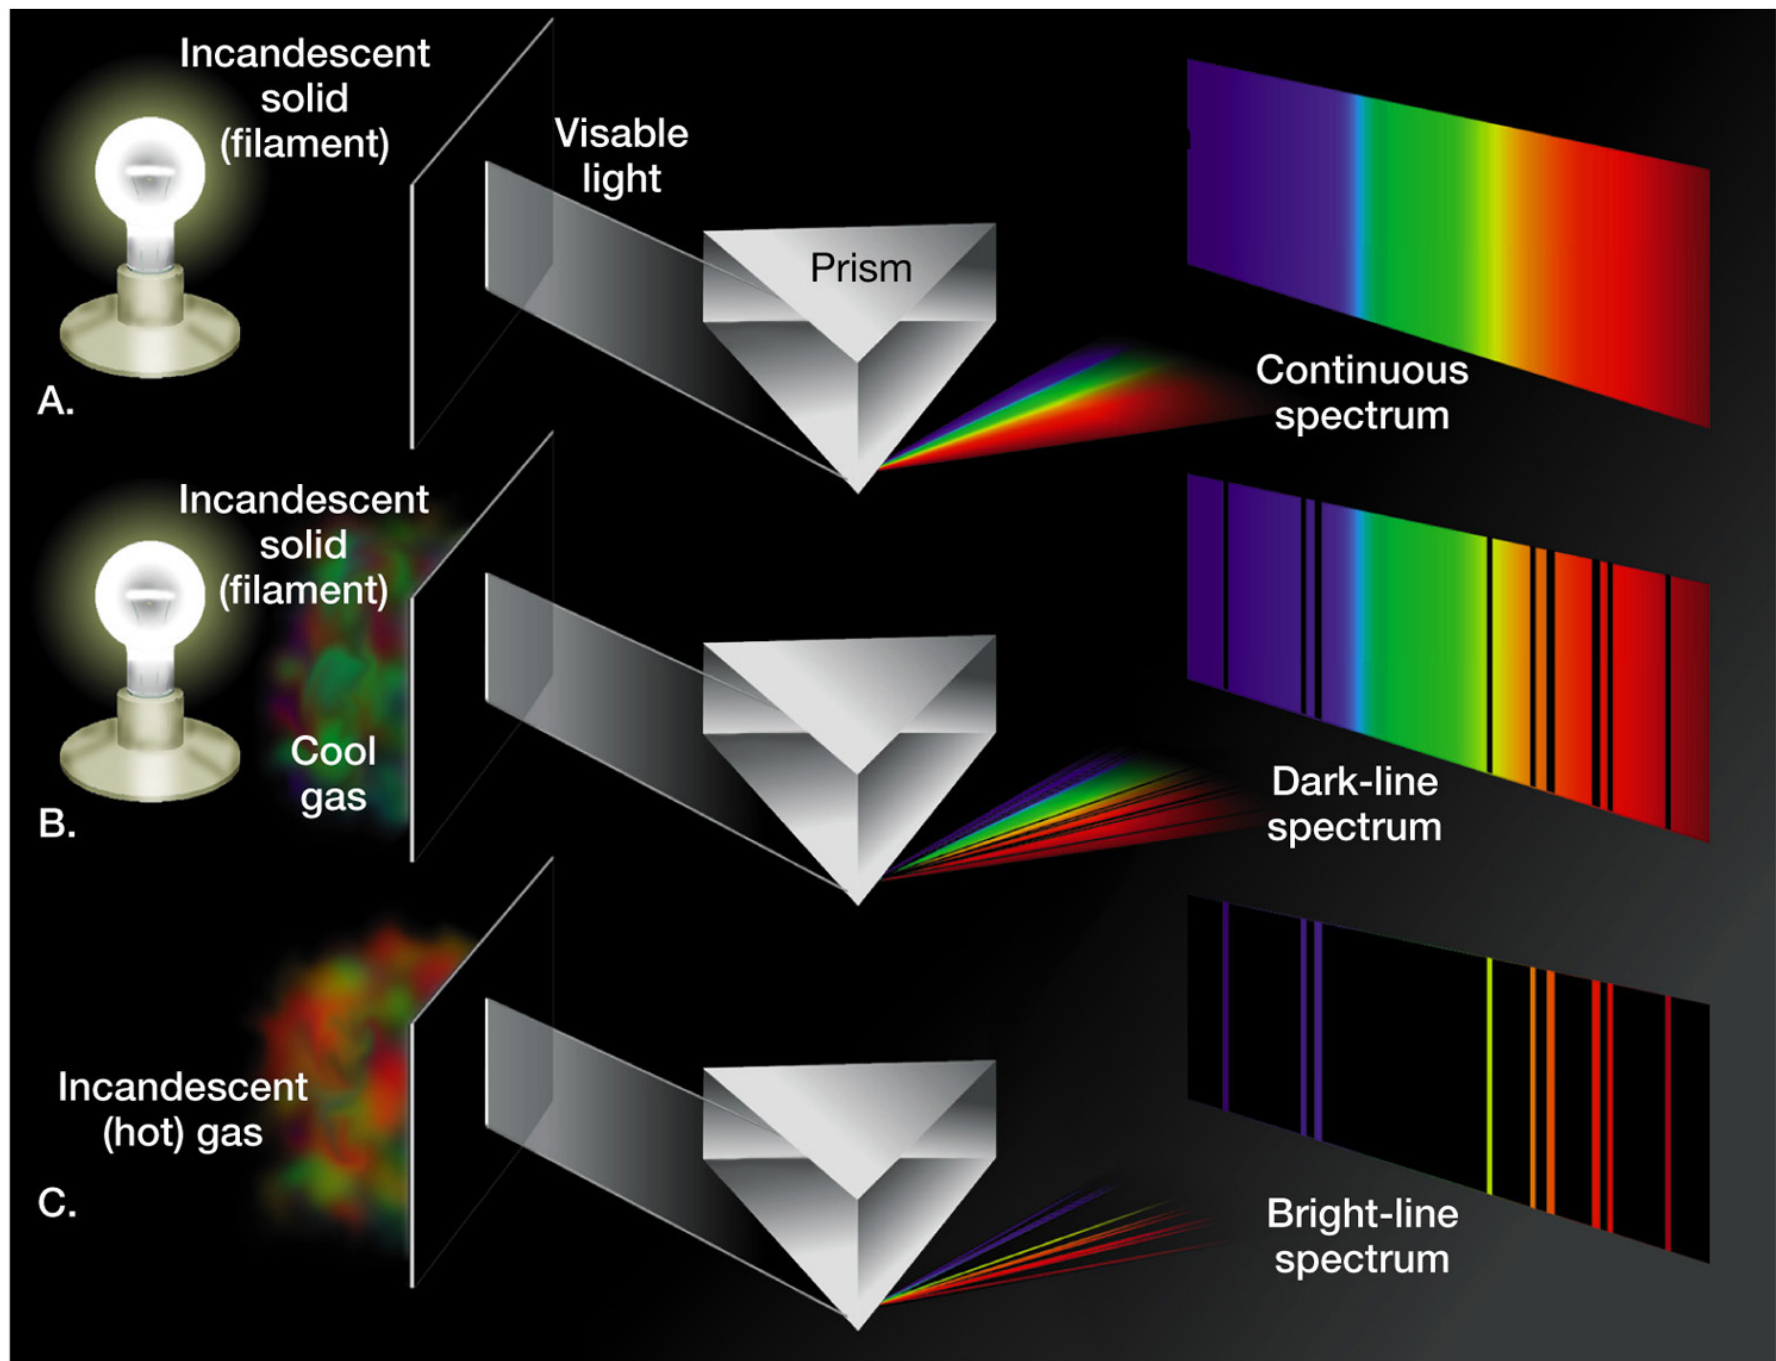 Incandescent
solid
(filament)
Visable
light
Prism
Continuous
spectrum
A.
Incandescent
solid
(filament)
Cool
gas
Dark-line
spectrum
B.
Incandescent
(hot) gas
Bright-line
spectrum
C.